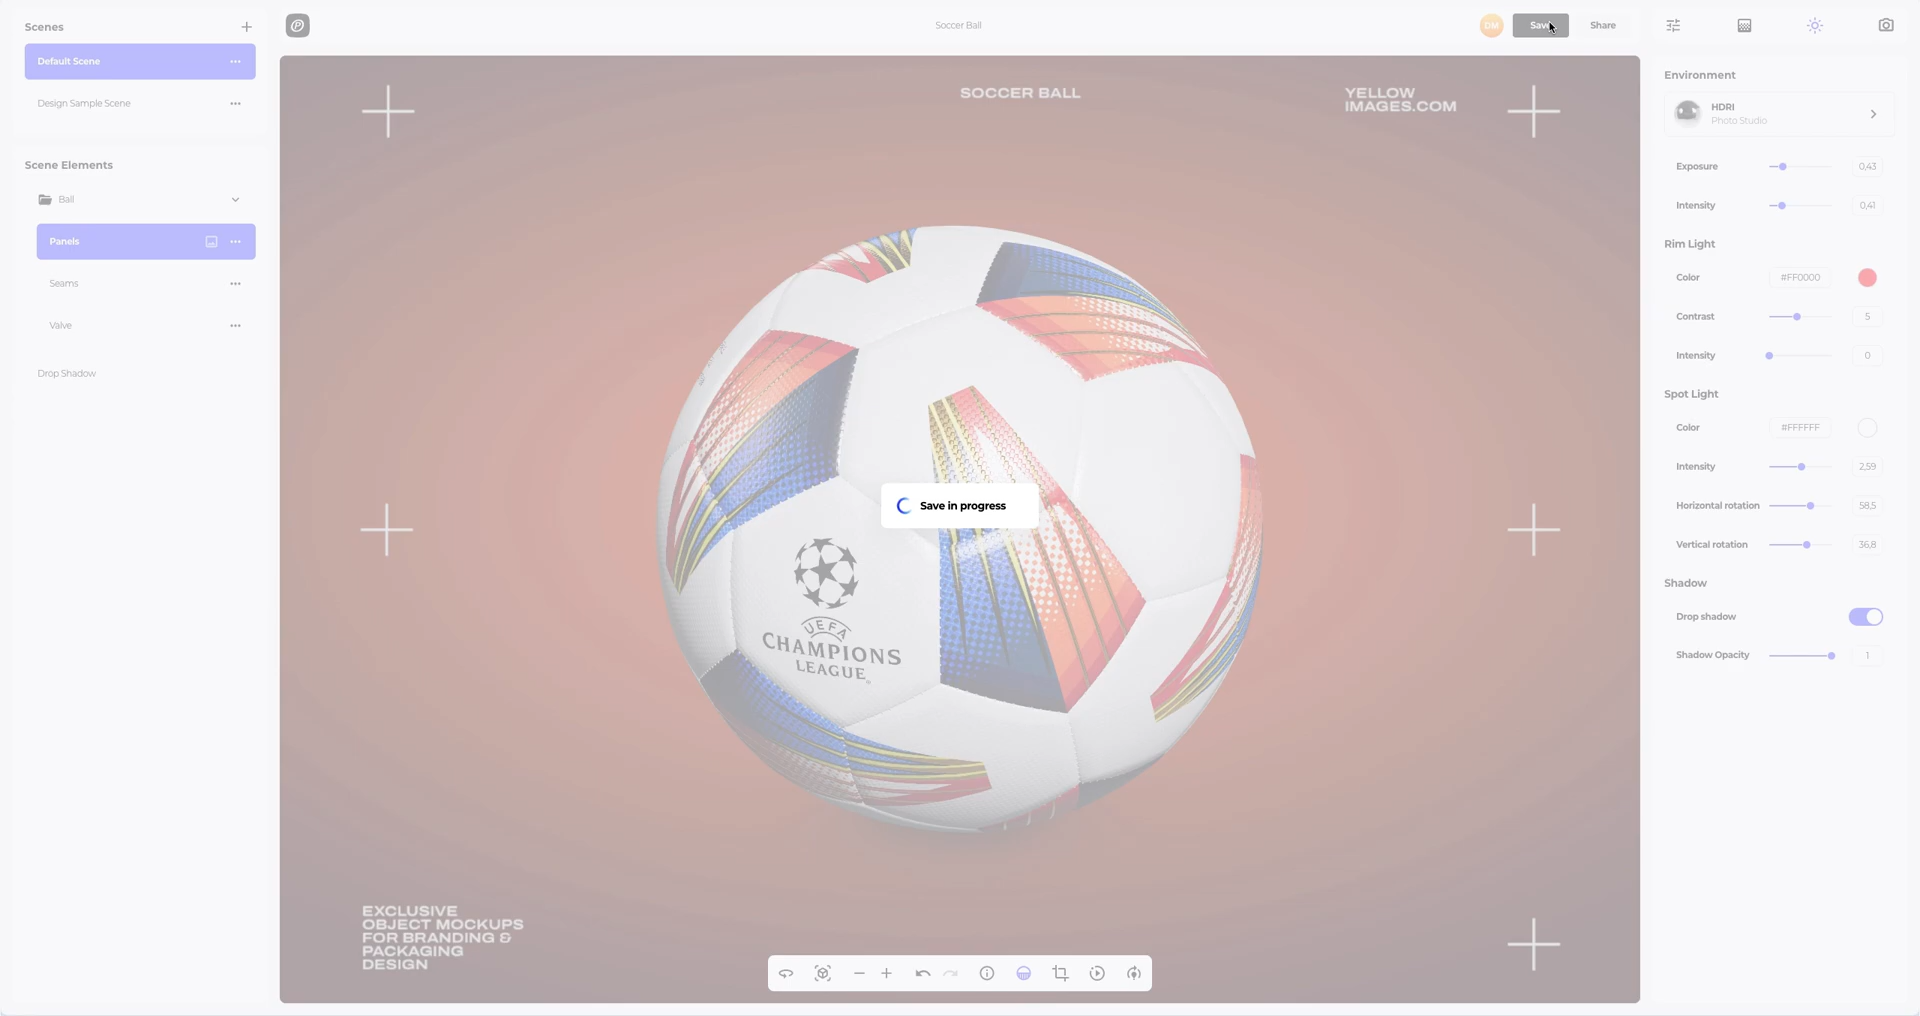 Scenes
Default Scene
Design Sample Scene
Scene Elements
Ball
Panels
Seams
Valve
Drop Shadow
Soccer Ball
DM
Save
Share
SOCCER BALL
YELLOW
IMAGES.COM
UEFA
CHAMPIONS
LEAGUE
Save in progress
EXCLUSIVE
OBJECT MOCKUPS
FOR BRANDING &
PACKAGING
DESIGN
Environment
HDRI
Photo Studio
Exposure 0,43
Intensity 0,41
Rim Light
Color #FF0000
Contrast 5
Intensity 0
Spot Light
Color #FFFFFF
Intensity 2,59
Horizontal rotation 58,5
Vertical rotation 36,8
Shadow
Drop shadow
Shadow Opacity 1